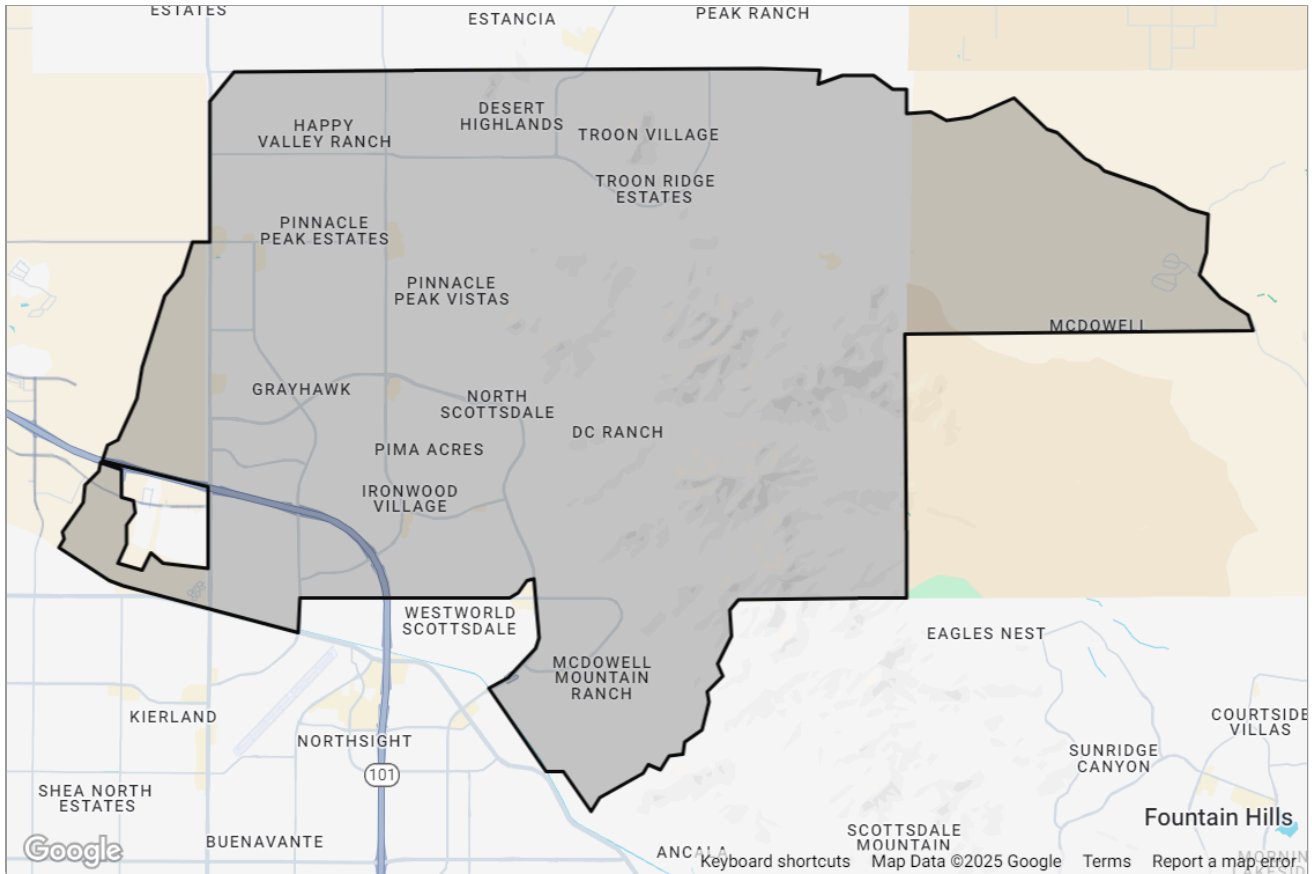 ESTATES
ESTANCIA
PEAK RANCH
HAPPY
VALLEY RANCH
DESERT
HIGHLANDS
TROON VILLAGE
TROON RIDGE
ESTATES
PINNACLE
PEAK ESTATES
PINNACLE
PEAK VISTAS
MCDOWELL
GRAYHAWK
NORTH
SCOTTSDALE
DC RANCH
PIMA ACRES
IRONWOOD
VILLAGE
WESTWORLD
SCOTTSDALE
EAGLES NEST
MCDOWELL
MOUNTAIN
RANCH
KIERLAND
NORTHSIGHT
COURTSIDE
VILLAS
SUNRIDGE
CANYON
101
SHEA NORTH
ESTATES
Fountain Hills
BUENAVANTE
SCOTTSDALE
MOUNTAIN
ANCALA
Google
Keyboard shortcuts
Map Data ©2025 Google
Terms
Report a map error